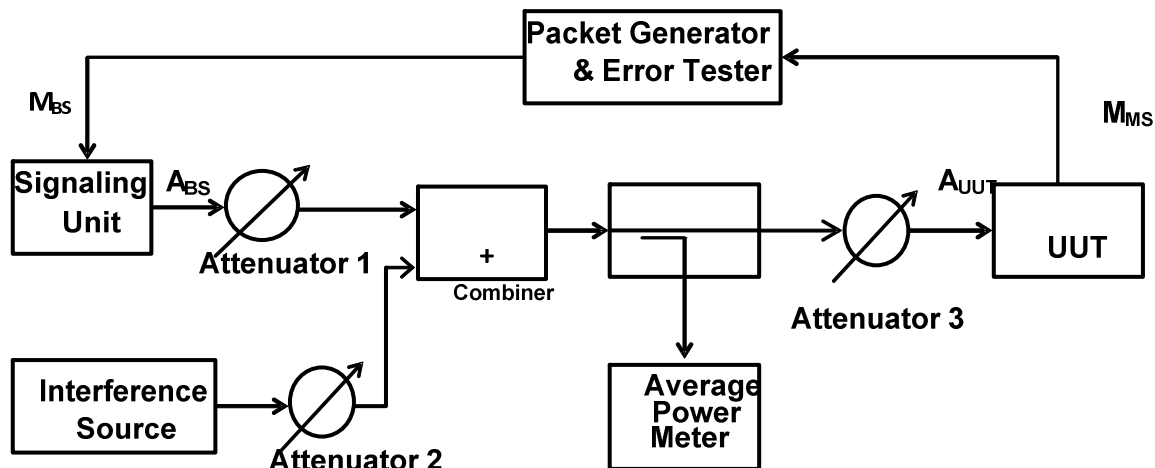 Packet Generator
& Error Tester
MBS
MMS
Signaling
Unit
ABS
Attenuator 1
+
Combiner
AUUT
UUT
Attenuator 3
Interference
Source
Attenuator 2
Average
Power
Meter